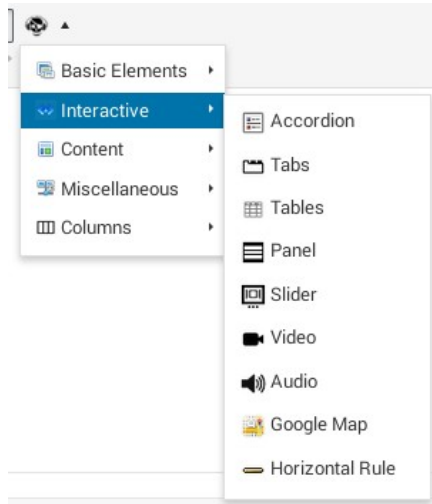 Basic Elements
Interactive
Content
Miscellaneous
Columns
Accordion
Tabs
Tables
Panel
Slider
Video
Audio
Google Map
Horizontal Rule